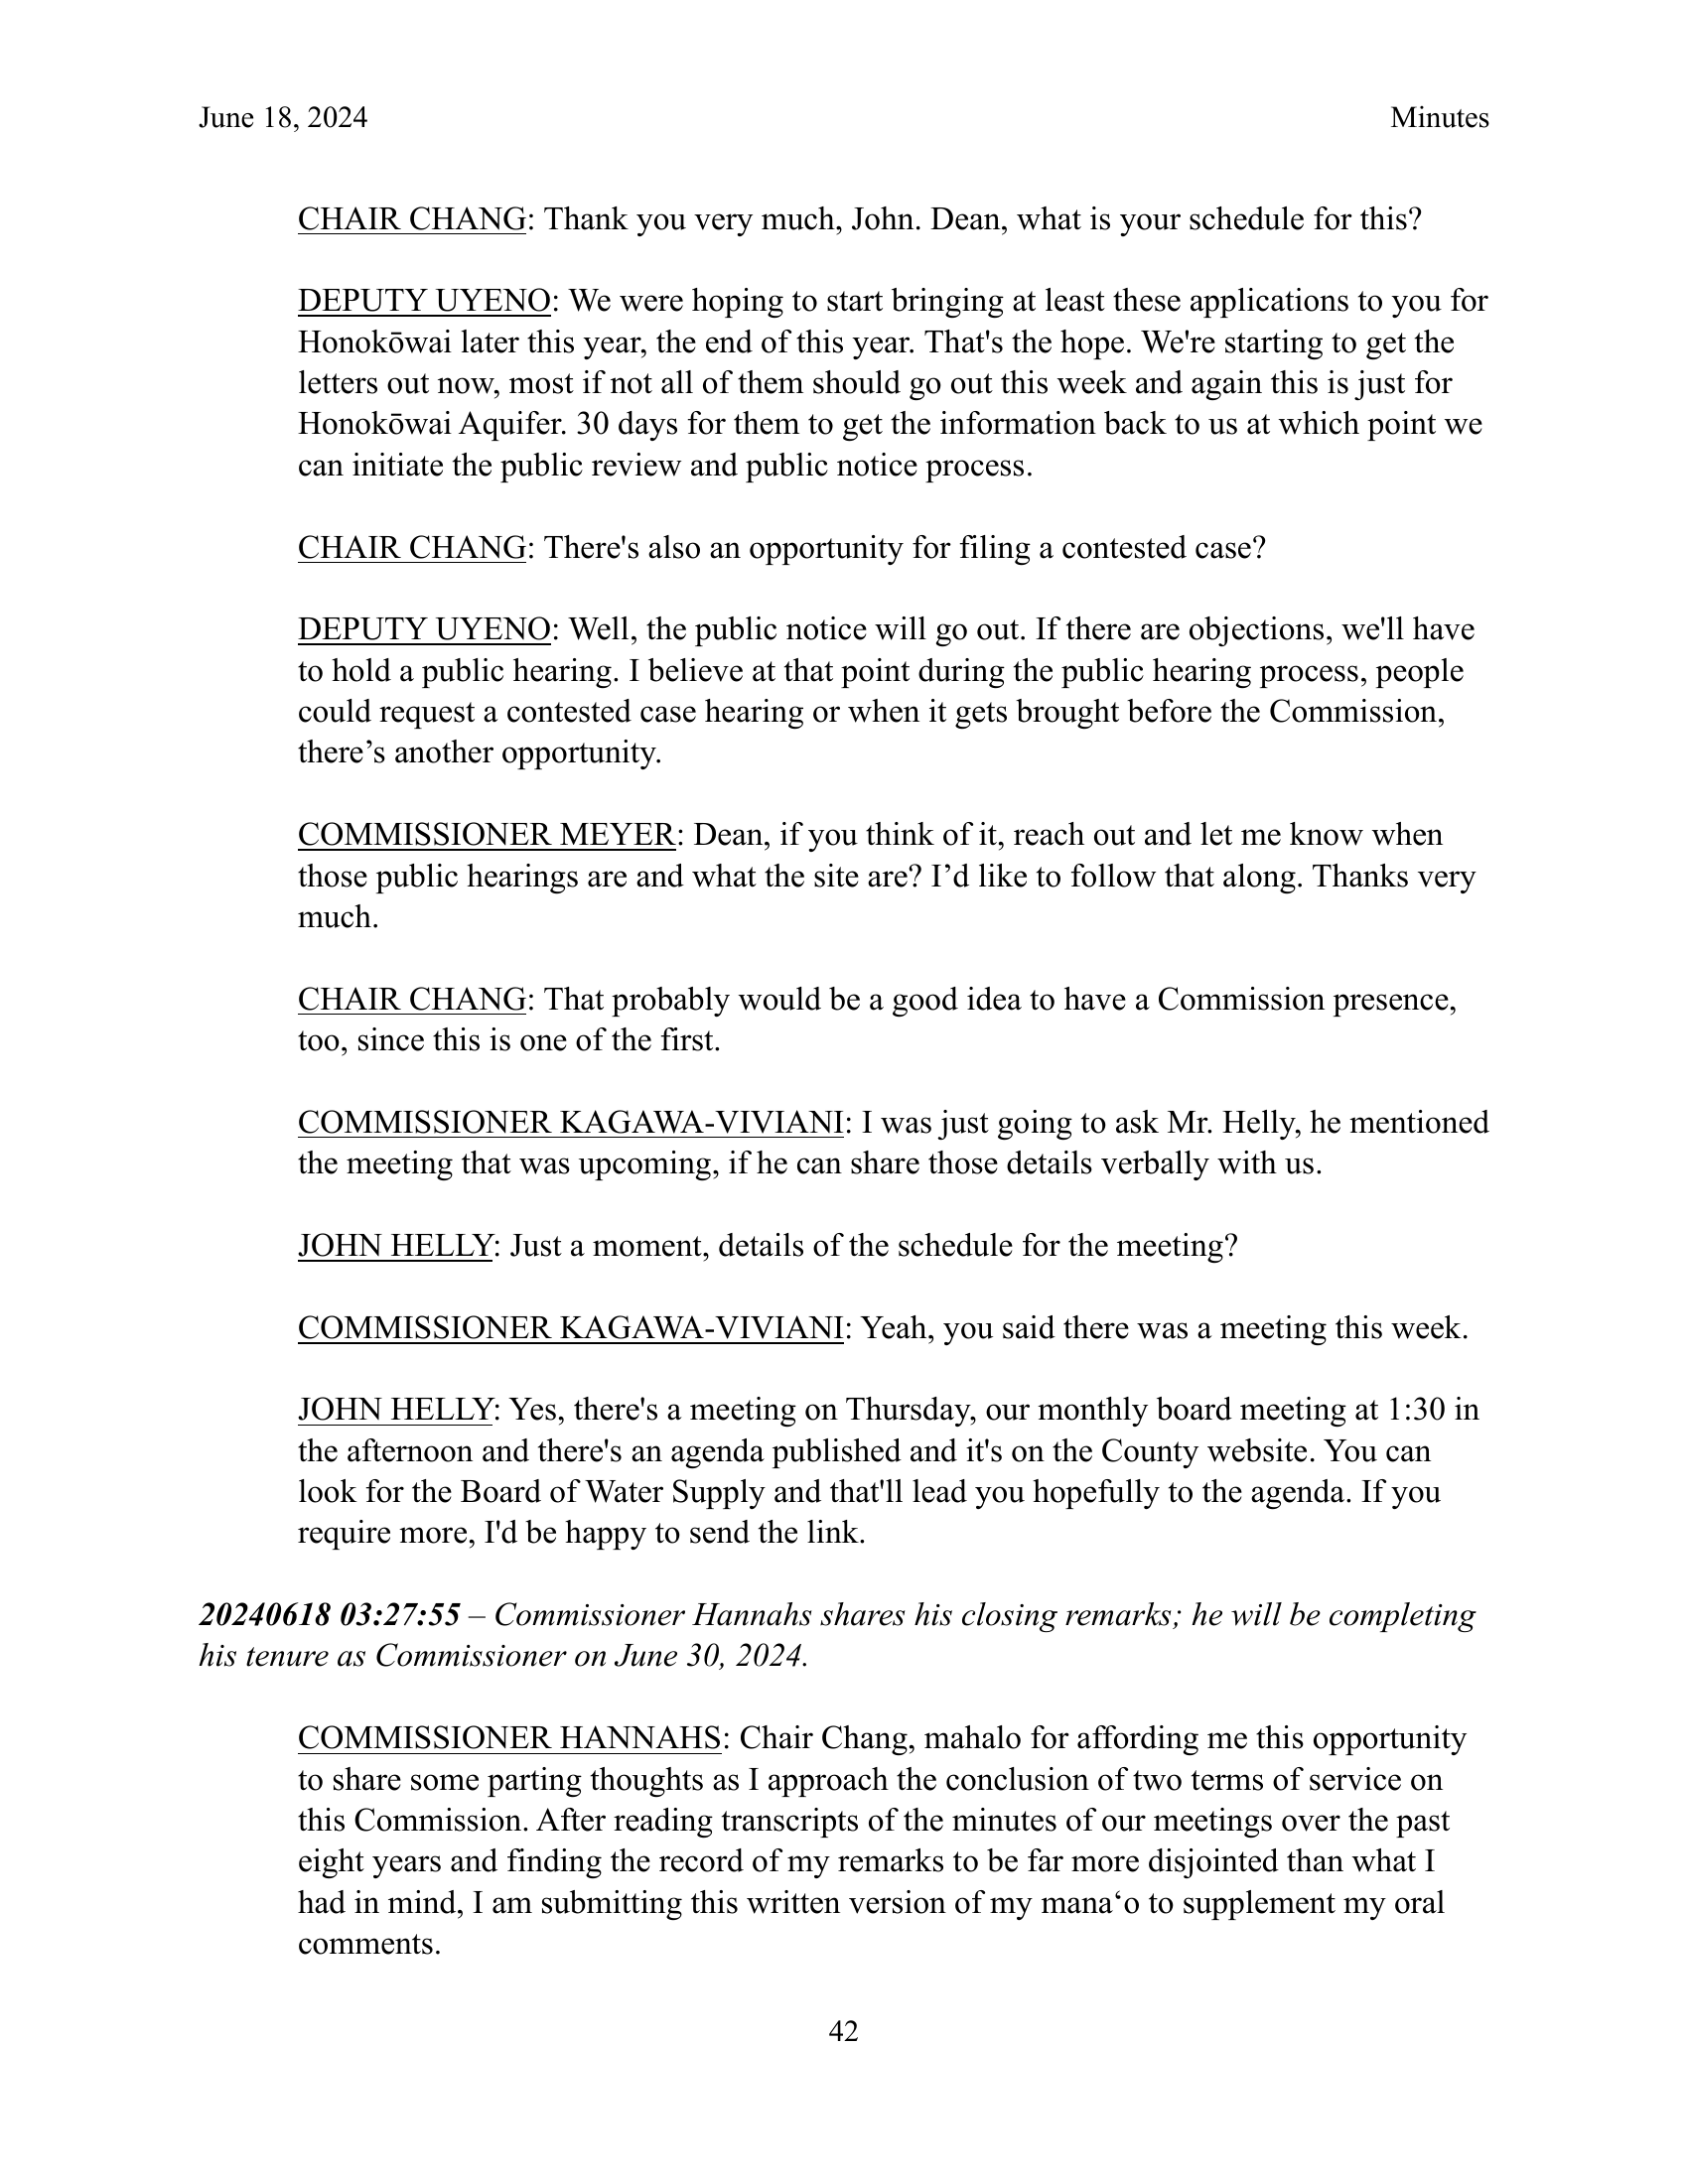 June 18, 2024 Minutes
CHAIR CHANG: Thank you very much, John. Dean, what is your schedule for this?
DEPUTY UYENO: We were hoping to start bringing at least these applications to you for
Honokōwai later this year, the end of this year. That's the hope. We're starting to get the
letters out now, most if not all of them should go out this week and again this is just for
Honokōwai Aquifer. 30 days for them to get the information back to us at which point we
can initiate the public review and public notice process.
CHAIR CHANG: There's also an opportunity for filing a contested case?
DEPUTY UYENO: Well, the public notice will go out. If there are objections, we'll have
to hold a public hearing. I believe at that point during the public hearing process, people
could request a contested case hearing or when it gets brought before the Commission,
there’s another opportunity.
COMMISSIONER MEYER: Dean, if you think of it, reach out and let me know when
those public hearings are and what the site are? I’d like to follow that along. Thanks very
much.
CHAIR CHANG: That probably would be a good idea to have a Commission presence,
too, since this is one of the first.
COMMISSIONER KAGAWA-VIVIANI: I was just going to ask Mr. Helly, he mentioned
the meeting that was upcoming, if he can share those details verbally with us.
JOHN HELLY: Just a moment, details of the schedule for the meeting?
COMMISSIONER KAGAWA-VIVIANI: Yeah, you said there was a meeting this week.
JOHN HELLY: Yes, there's a meeting on Thursday, our monthly board meeting at 1:30 in
the afternoon and there's an agenda published and it's on the County website. You can
look for the Board of Water Supply and that'll lead you hopefully to the agenda. If you
require more, I'd be happy to send the link.
20240618 03:27:55 – Commissioner Hannahs shares his closing remarks; he will be completing
his tenure as Commissioner on June 30, 2024.
COMMISSIONER HANNAHS: Chair Chang, mahalo for affording me this opportunity
to share some parting thoughts as I approach the conclusion of two terms of service on
this Commission. After reading transcripts of the minutes of our meetings over the past
eight years and finding the record of my remarks to be far more disjointed than what I
had in mind, I am submitting this written version of my mana‘o to supplement my oral
comments.
42